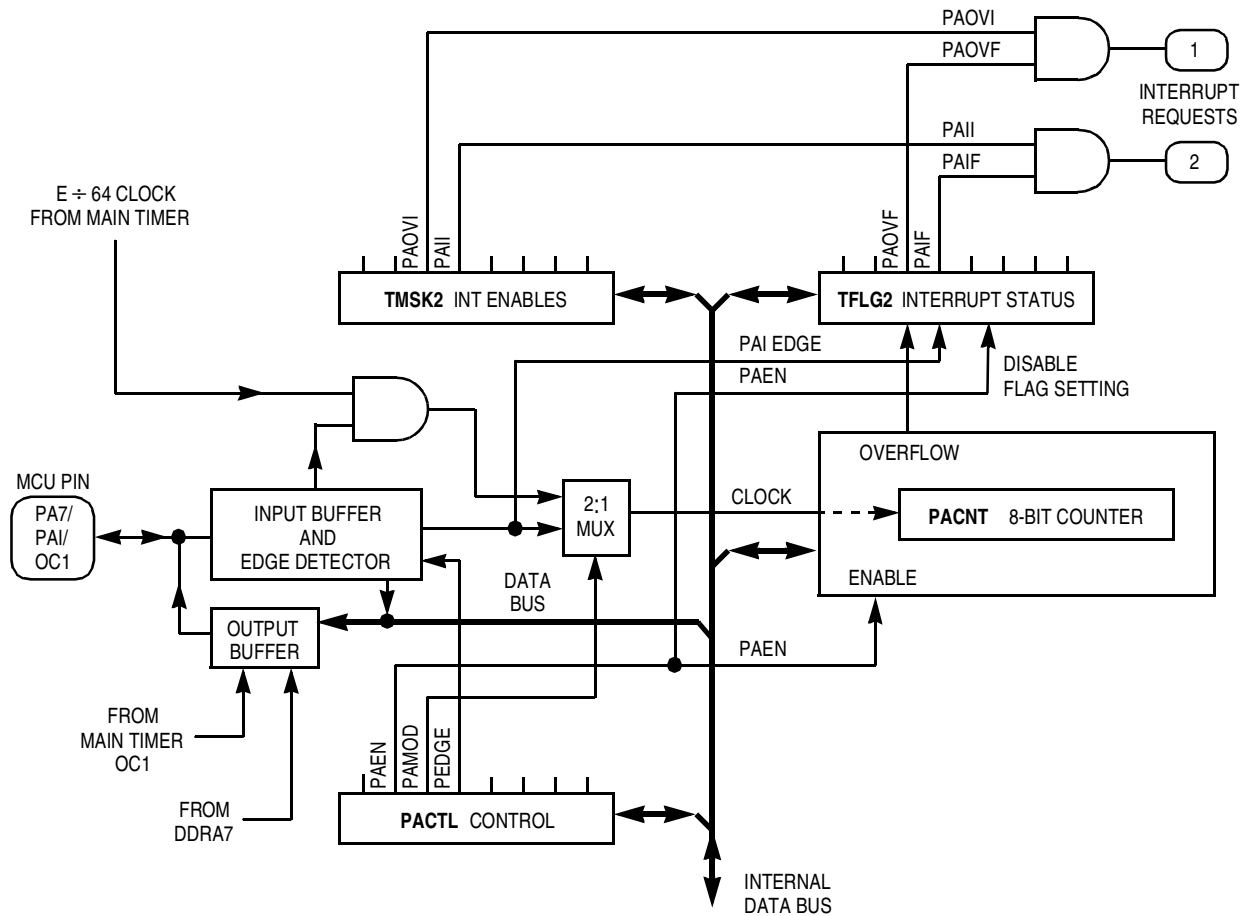 PAOVI
PAOVF
1
INTERRUPT
REQUESTS
PAII
PAIF
2
E ÷ 64 CLOCK
FROM MAIN TIMER
PAOVI
PAII
PAOVF
PAIF
TMSK2 INT ENABLES
TFLG2 INTERRUPT STATUS
PAI EDGE
PAEN
DISABLE
FLAG SETTING
OVERFLOW
MCU PIN
PA7/
PAI/
OC1
INPUT BUFFER
AND
EDGE DETECTOR
2:1
MUX
CLOCK
PACNT 8-BIT COUNTER
DATA
BUS
ENABLE
OUTPUT
BUFFER
PAEN
FROM
MAIN TIMER
OC1
PAEN
PAMOD
PEDGE
FROM
DDRA7
PACTL CONTROL
INTERNAL
DATA BUS